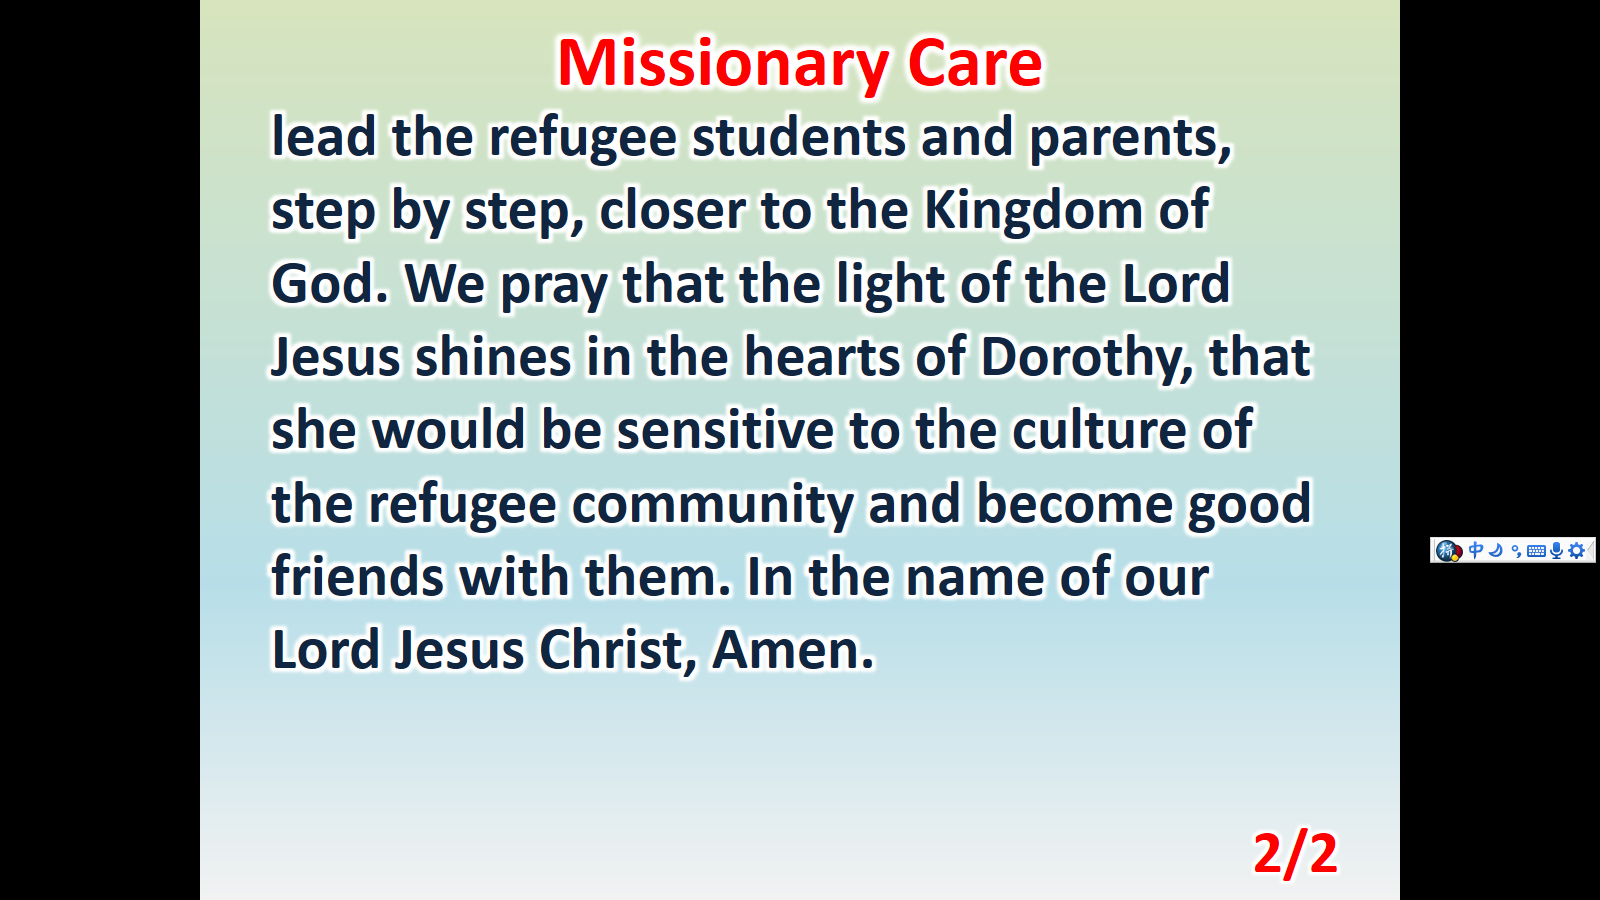 Missionary Care
lead the refugee students and parents,
step by step, closer to the Kingdom of
God. We pray that the light of the Lord
Jesus shines in the hearts of Dorothy, that
she would be sensitive to the culture of
the refugee community and become good
friends with them. In the name of our
Lord Jesus Christ, Amen.
中
2/2